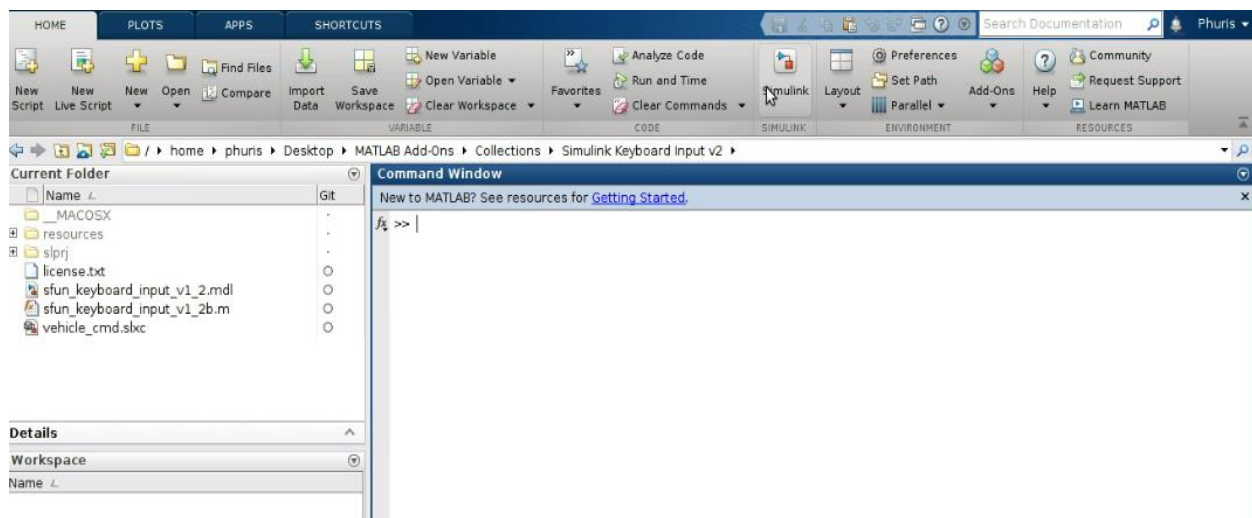 HOME PLOTS APPS SHORTCUTS Search Documentation Phuris
New Script
New Live Script
New
Open
Find Files
Compare
Import Data
Save Workspace
New Variable
Open Variable
Clear Workspace
Favorites
Analyze Code
Run and Time
Clear Commands
Simulink
Layout
Preferences
Set Path
Parallel
Add-Ons
Help
Community
Request Support
Learn MATLAB
FILE VARIABLE CODE SIMULINK ENVIRONMENT RESOURCES
/ home phuris Desktop MATLAB Add-Ons Collections Simulink Keyboard Input v2
Current Folder
Name Git
__MACOSX
resources
slprj
license.txt
sfun_keyboard_input_v1_2.mdl
sfun_keyboard_input_v1_2b.m
vehicle_cmd.slxc
Details
Workspace
Name
Command Window
New to MATLAB? See resources for Getting Started.
fx >>